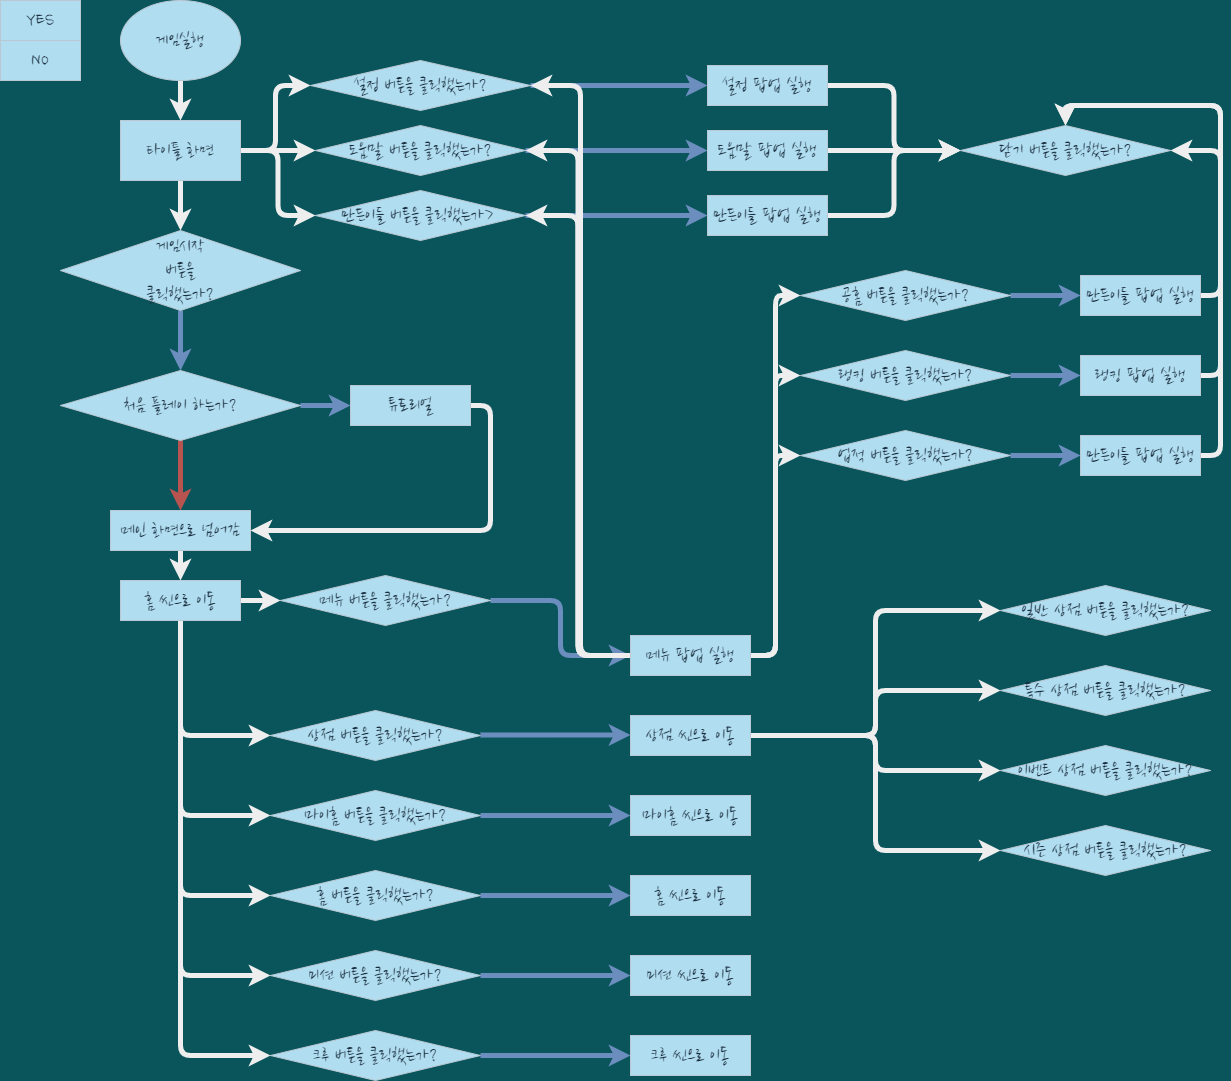 YES
NO
게임실행
타이틀 화면
설정 버튼을 클릭했는가?
설정 팝업 실행
도움말 버튼을 클릭했는가?
도움말 팝업 실행
닫기 버튼을 클릭했는가?
만든이들 버튼을 클릭했는가>
만든이들 팝업 실행
게임시작
버튼을
클릭했는가?
공홈 버튼을 클릭했는가?
만든이들 팝업 실행
처음 플레이 하는가?
튜토리얼
랭킹 버튼을 클릭했는가?
랭킹 팝업 실행
업적 버튼을 클릭했는가?
만든이들 팝업 실행
메인 화면으로 넘어감
홈 씬으로 이동
메뉴 버튼을 클릭했는가?
메뉴 팝업 실행
일반 상점 버튼을 클릭했는가?
특수 상점 버튼을 클릭했는가?
상점 버튼을 클릭했는가?
상점 씬으로 이동
이벤트 상점 버튼을 클릭했는가?
마이홈 버튼을 클릭했는가?
마이홈 씬으로 이동
시즌 상점 버튼을 클릭했는가?
홈 버튼을 클릭했는가?
홈 씬으로 이동
미션 버튼을 클릭했는가?
미션 씬으로 이동
크루 버튼을 클릭했는가?
크루 씬으로 이동